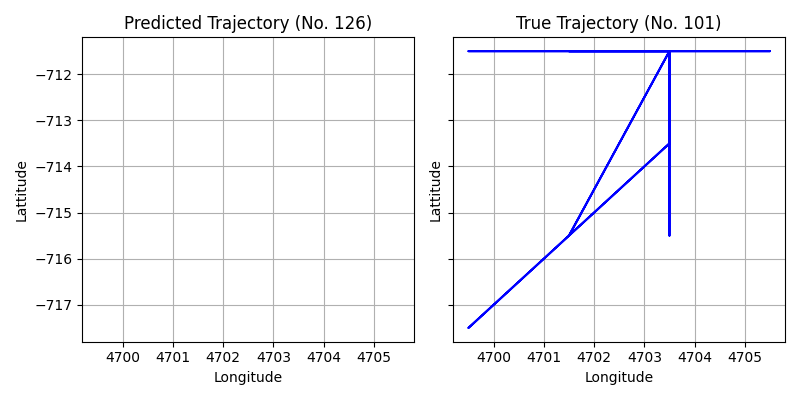 Predicted Trajectory (No. 126)
True Trajectory (No. 101)
−712
−713
−714
−715
−716
−717
Lattitude
Lattitude
4700 4701 4702 4703 4704 4705
4700 4701 4702 4703 4704 4705
Longitude
Longitude